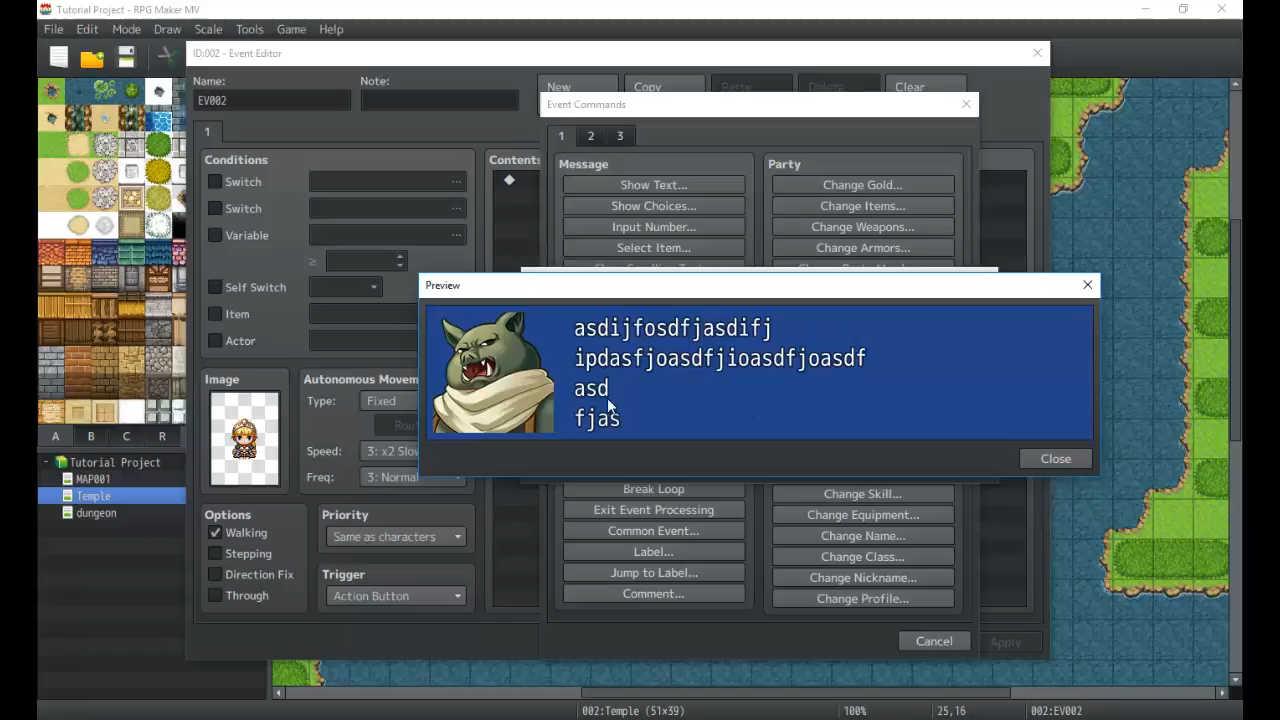 Tutorial Project - RPG Maker MV
File Edit Mode Draw Scale Tools Game Help
ID:002 - Event Editor
Name:
Note:
EV002
New
Copy
Paste
Delete
Clear
Event Commands
1
1 2 3
Conditions
Contents
Switch
Switch
Variable
≥
Self Switch
Item
Actor
Message
Show Text...
Show Choices...
Input Number...
Select Item...
Party
Change Gold...
Change Items...
Change Weapons...
Change Armors...
Preview
asdijfosdfjasdifj
ipdasfjoasdfjioasdfjoasdf
asd
fjas
Close
Image
Autonomous Movem
Type: Fixed
Speed: 3: x2 Slow
Freq: 3: Normal
A B C R
Tutorial Project
MAP001
Temple
dungeon
Options
Walking
Stepping
Direction Fix
Through
Priority
Same as characters
Trigger
Action Button
Break Loop
Exit Event Processing
Common Event...
Label...
Jump to Label...
Comment...
Change Skill...
Change Equipment...
Change Name...
Change Class...
Change Nickname...
Change Profile...
Cancel
Apply
002:Temple (51×39)
100%
25,16
002:EV002